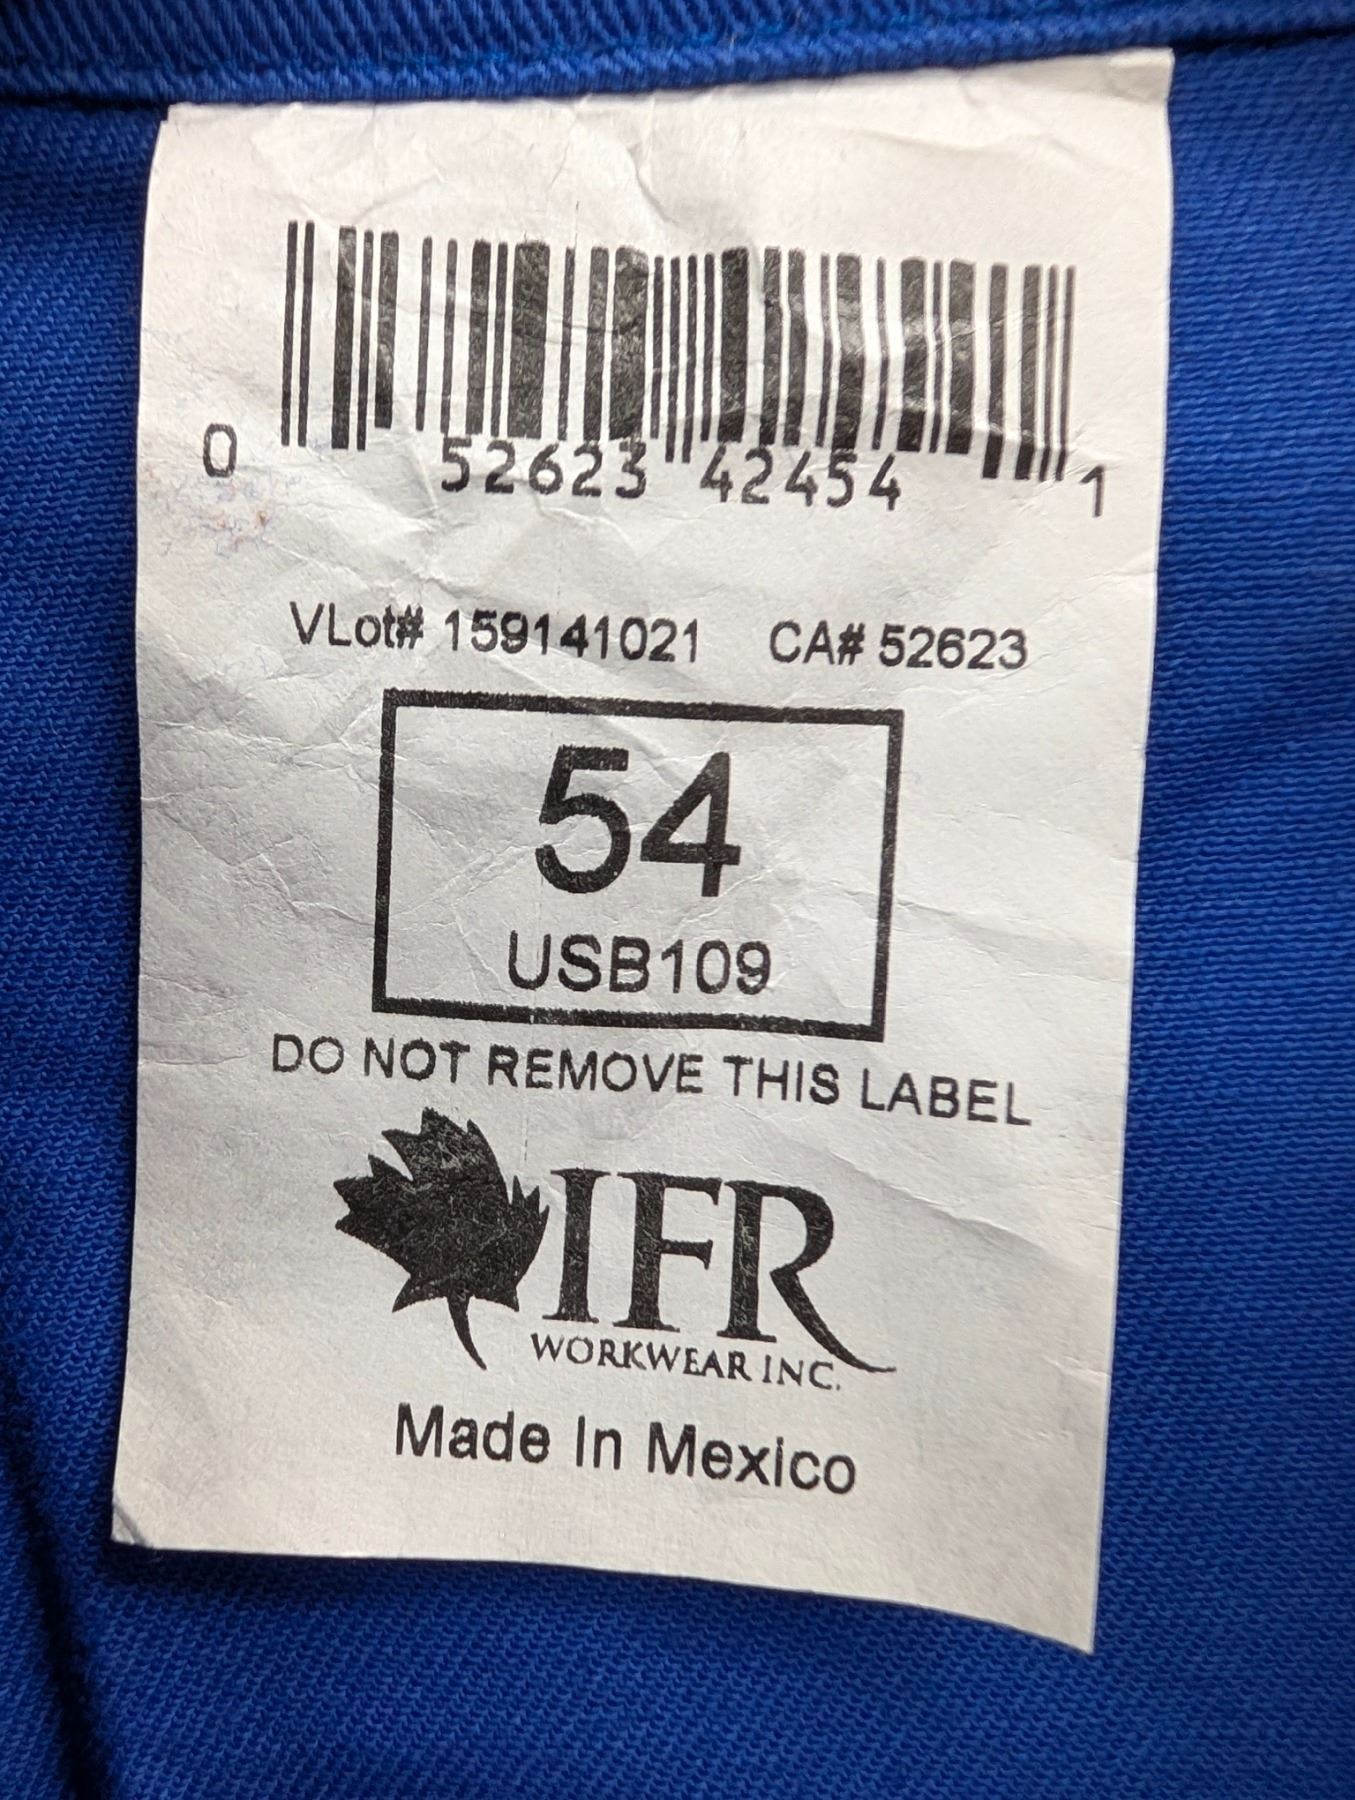 0 52623 42454 1
VLot# 159141021 CA# 52623
54
USB109
DO NOT REMOVE THIS LABEL
IFR
WORKWEAR INC.
Made In Mexico